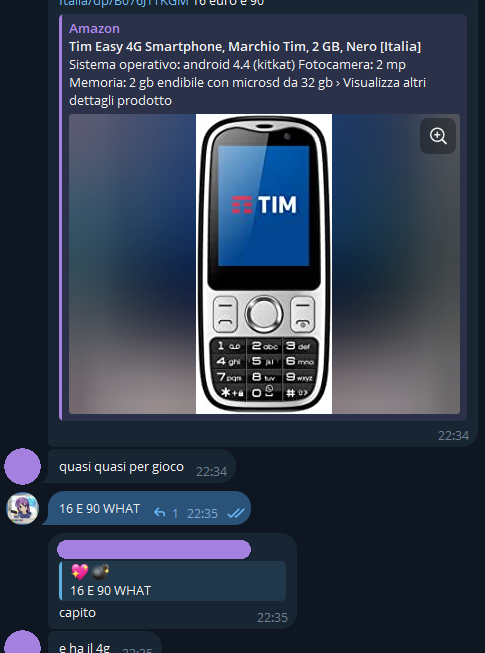 Italia/dp/B076J11KGM 16 euro e 90
Amazon
Tim Easy 4G Smartphone, Marchio Tim, 2 GB, Nero [Italia]
Sistema operativo: android 4.4 (kitkat) Fotocamera: 2 mp
Memoria: 2 gb endibile con microsd da 32 gb › Visualizza altri
dettagli prodotto
TIM
1
2 abc
3 def
4 ghi
5 jkl
6 mno
7 pqrs
8 tuv
9 wxyz
* + 
0
#
22:34
quasi quasi per gioco 22:34
16 E 90 WHAT 1 22:35
💖💣
16 E 90 WHAT
capito
22:35
e ha il 4g 22:35